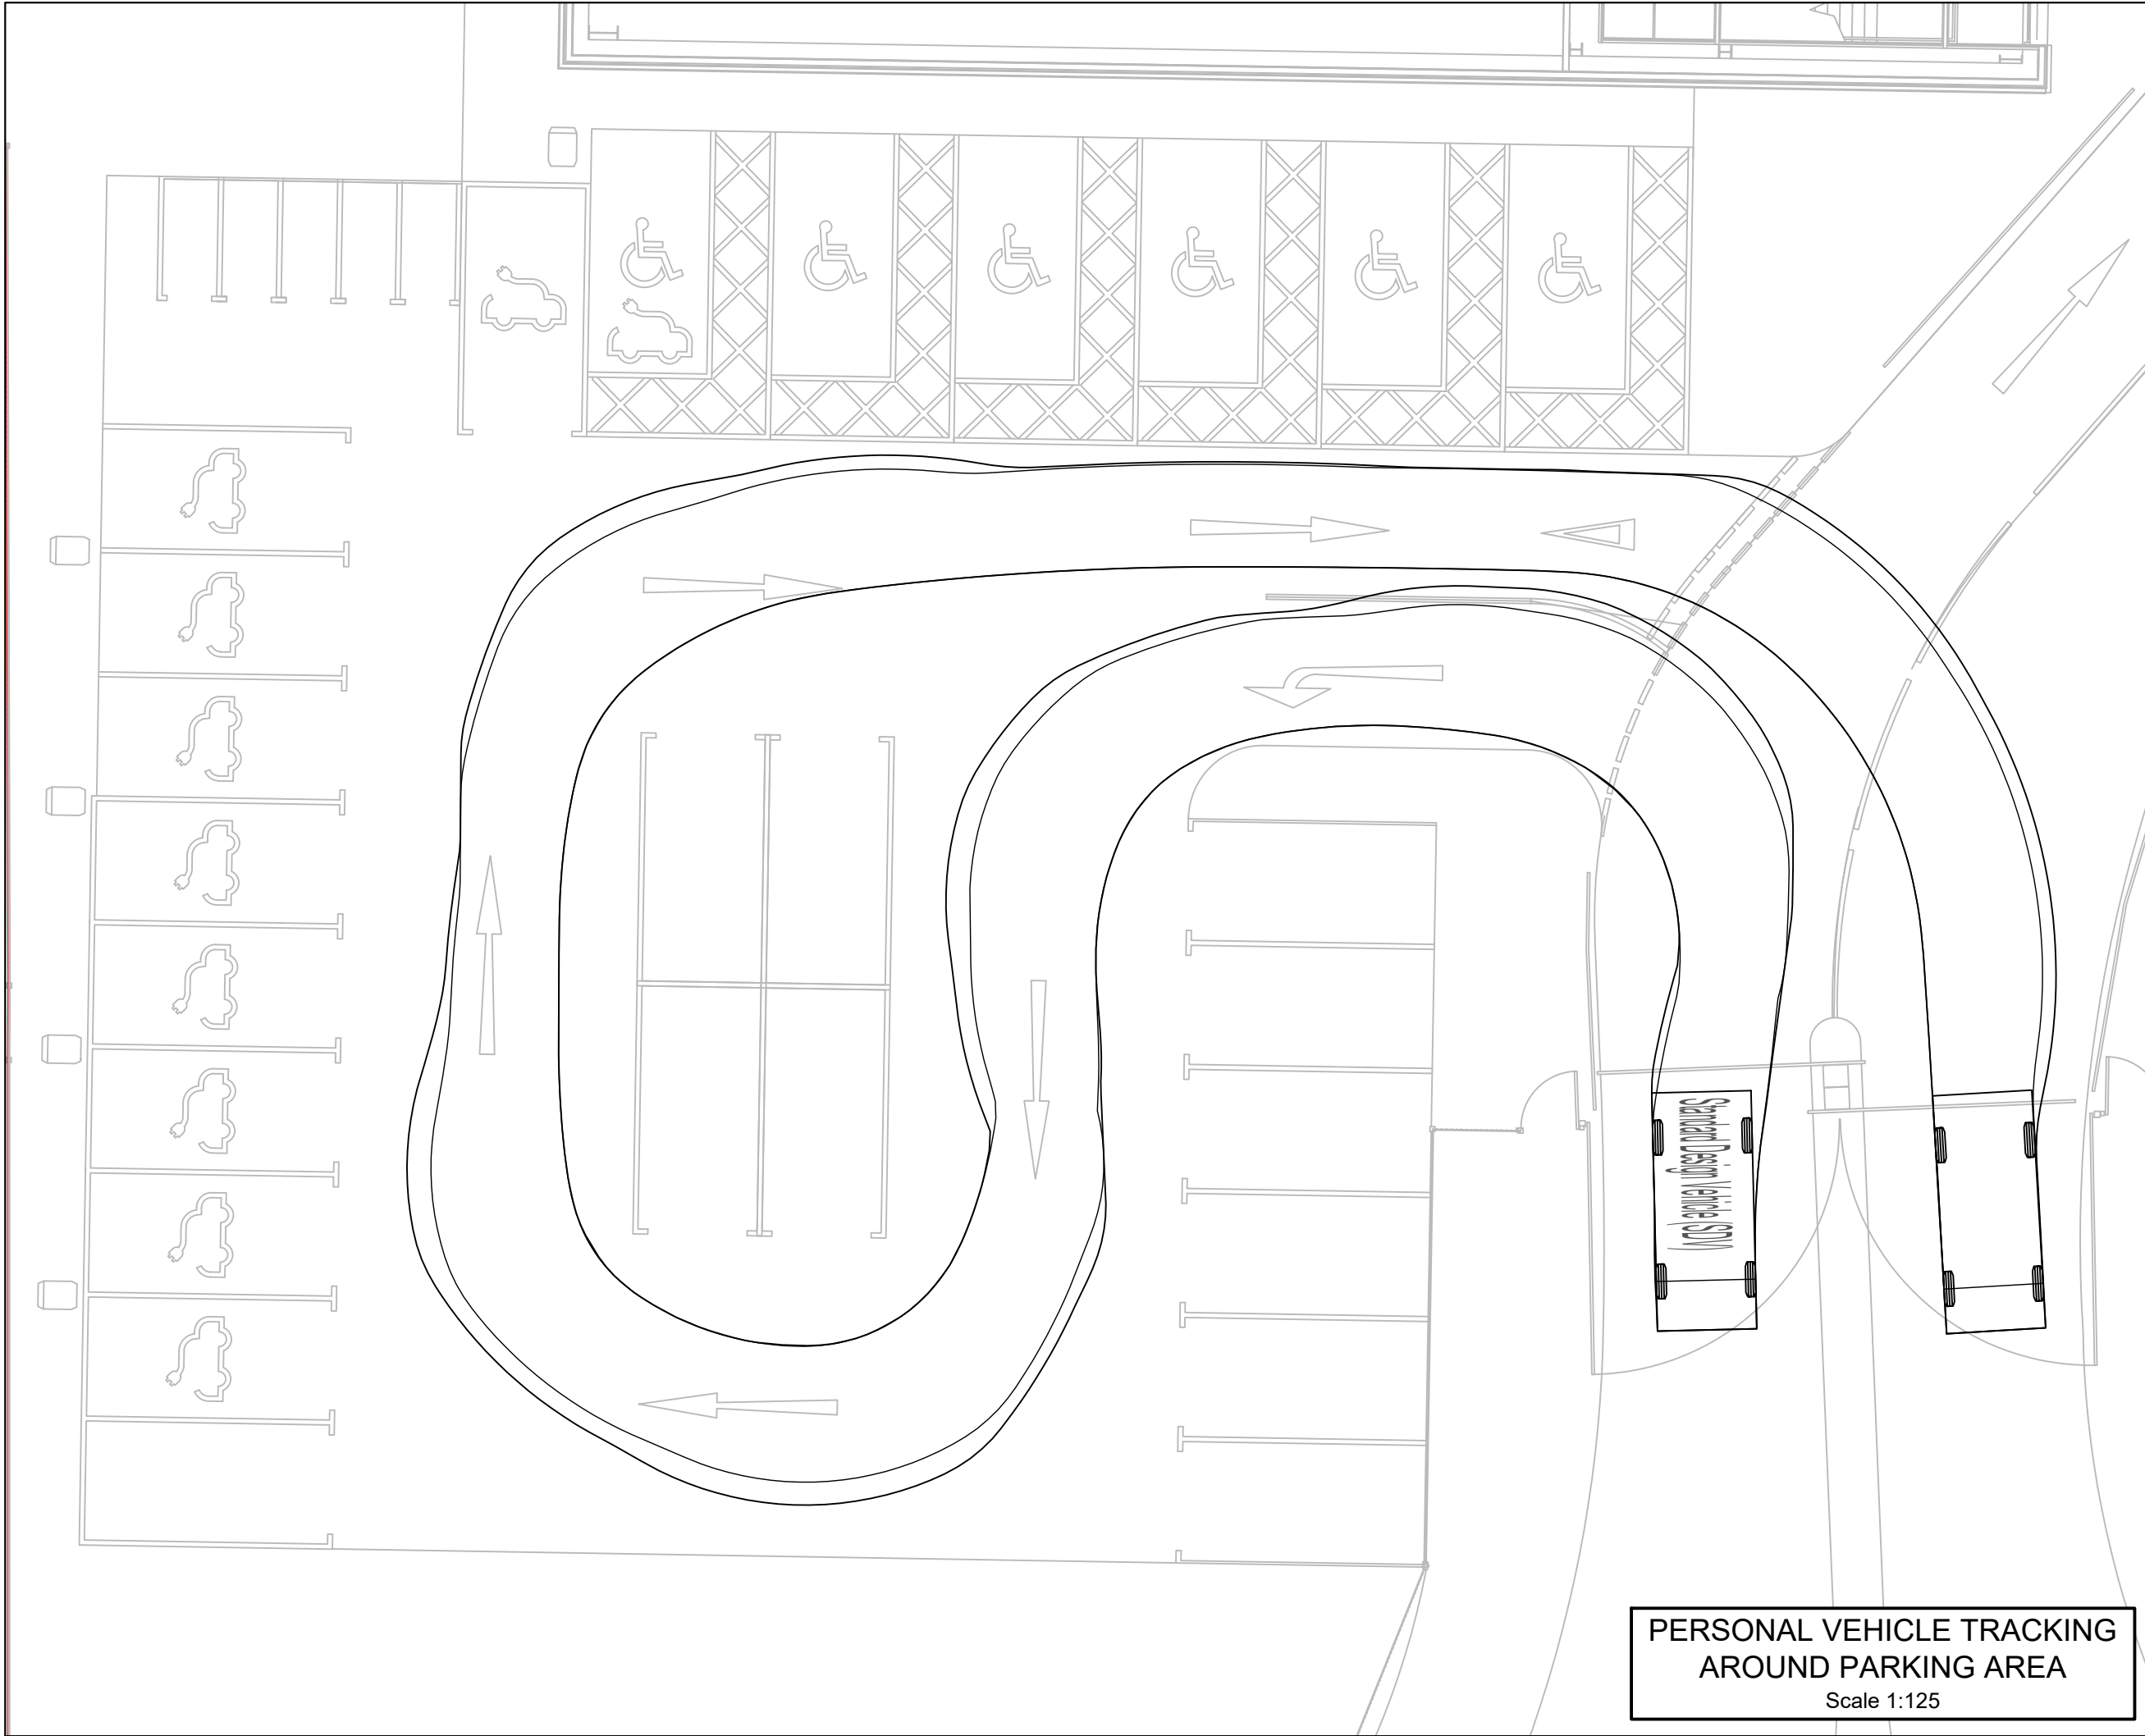 Standard Design Vehicle (SDV)
PERSONAL VEHICLE TRACKING
AROUND PARKING AREA
Scale 1:125